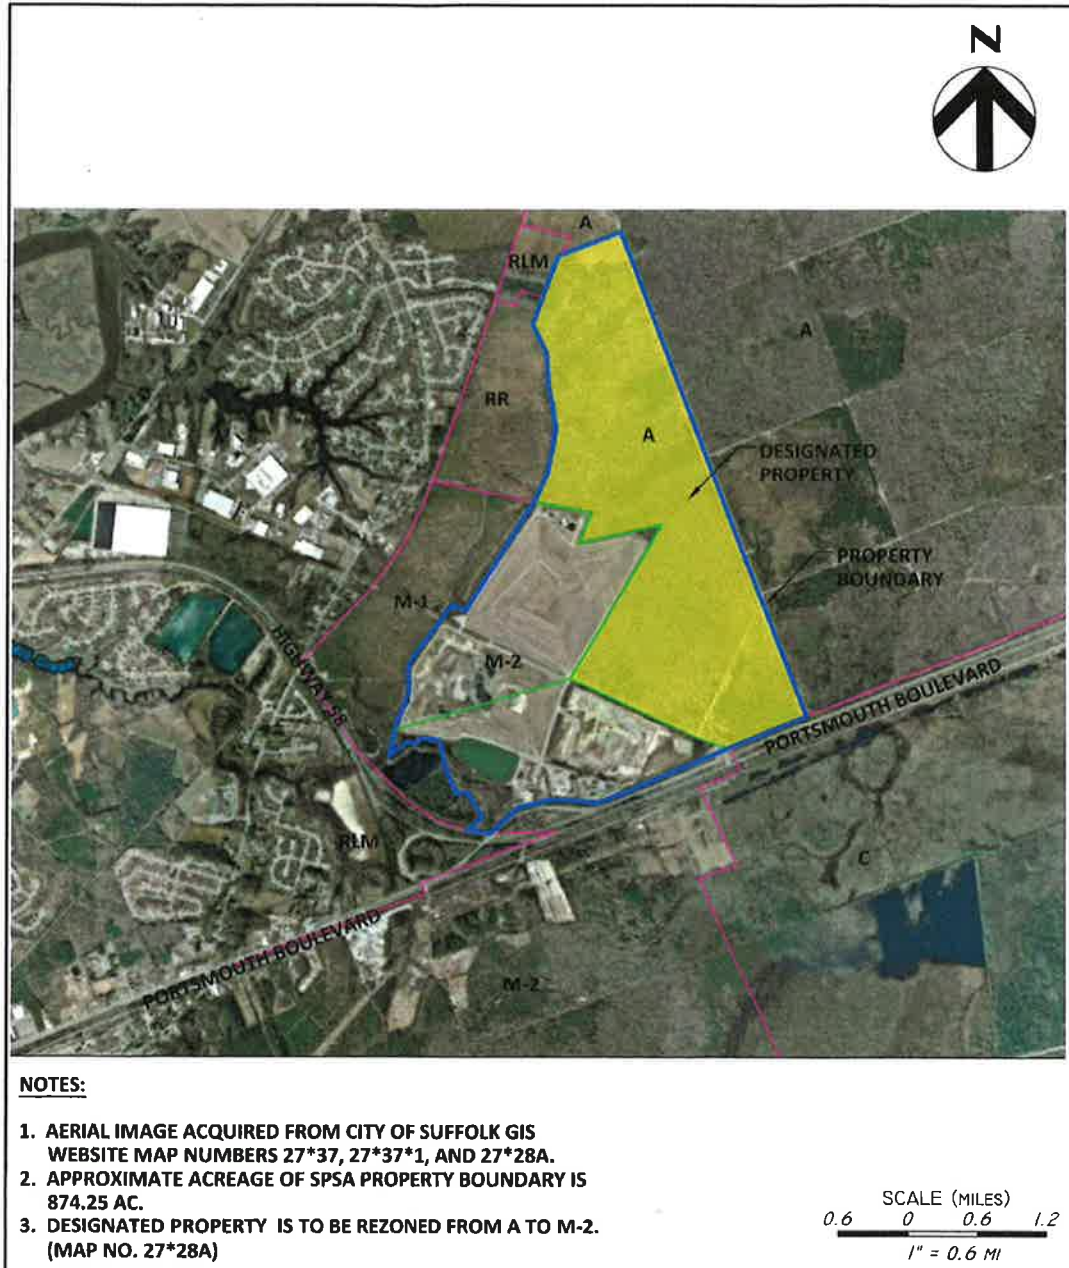 N
A
RLM
A
RR
A
DESIGNATED
PROPERTY
PROPERTY
BOUNDARY
M-1
M-2
HIGHWAY 58
PORTSMOUTH BOULEVARD
RLM
C
PORTSMOUTH BOULEVARD
M-2
NOTES:
1. AERIAL IMAGE ACQUIRED FROM CITY OF SUFFOLK GIS
WEBSITE MAP NUMBERS 27*37, 27*37*1, AND 27*28A.
2. APPROXIMATE ACREAGE OF SPSA PROPERTY BOUNDARY IS
874.25 AC.
3. DESIGNATED PROPERTY IS TO BE REZONED FROM A TO M-2.
(MAP NO. 27*28A)
SCALE (MILES)
0.6 0 0.6 1.2
1" = 0.6 MI